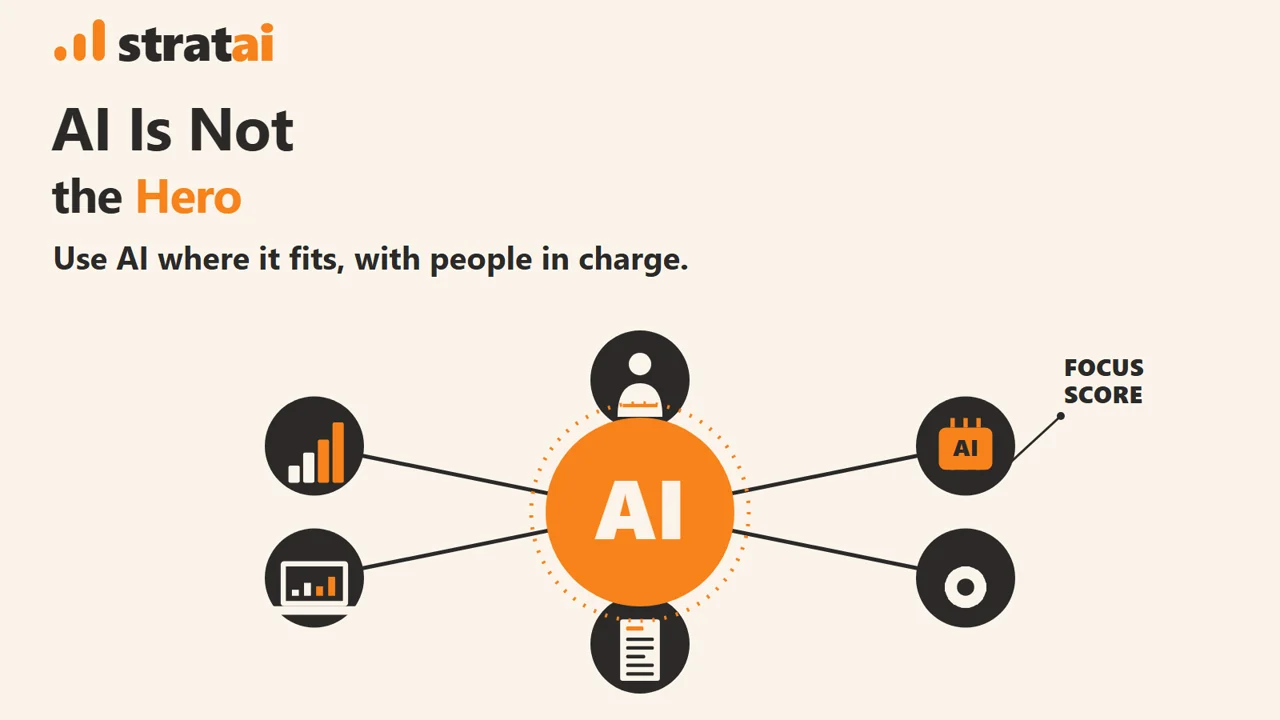 stratai
AI Is Not
the Hero
Use AI where it fits, with people in charge.
FOCUS
SCORE
AI
AI